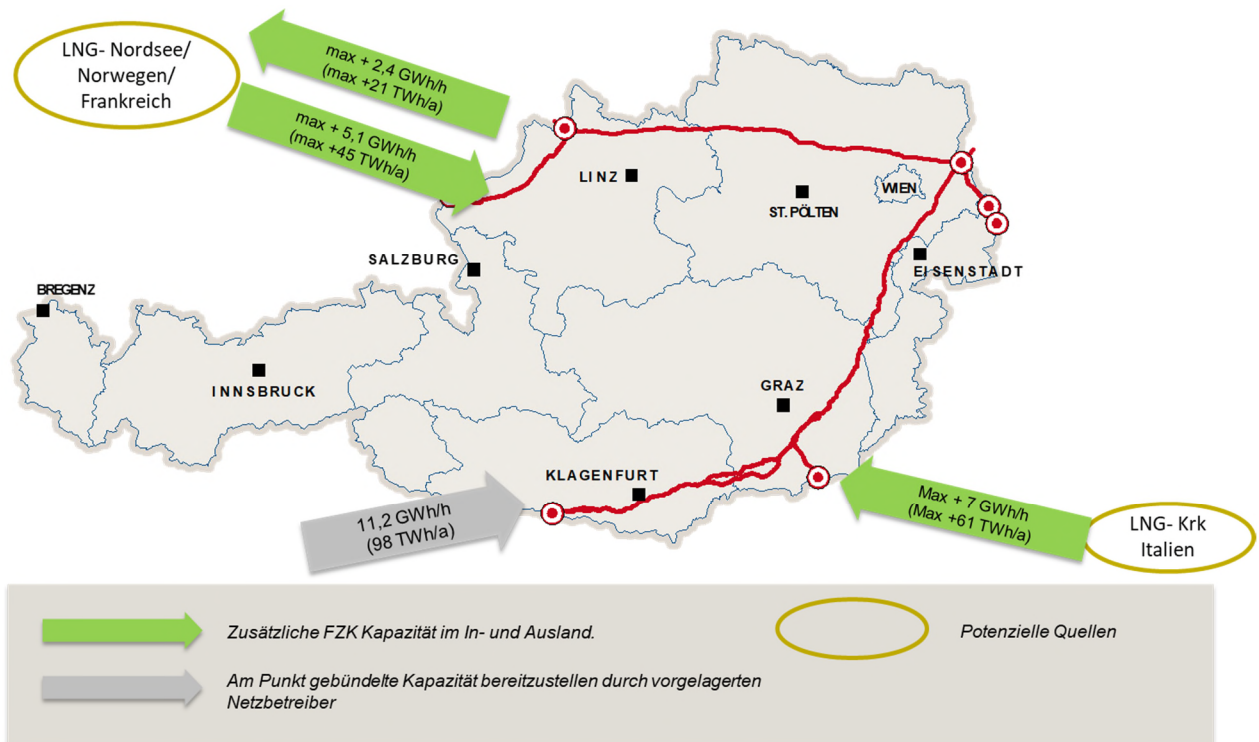 LNG- Nordsee/
Norwegen/
Frankreich
max + 2,4 GWh/h
(max +21 TWh/a)
max + 5,1 GWh/h
(max +45 TWh/a)
LINZ
WIEN
ST. PÖLTEN
SALZBURG
EISENSTADT
BREGENZ
INNSBRUCK
GRAZ
KLAGENFURT
11,2 GWh/h
(98 TWh/a)
Max + 7 GWh/h
(Max +61 TWh/a)
LNG- Krk
Italien
Zusätzliche FZK Kapazität im In- und Ausland.
Potenzielle Quellen
Am Punkt gebündelte Kapazität bereitzustellen durch vorgelagerten
Netzbetreiber